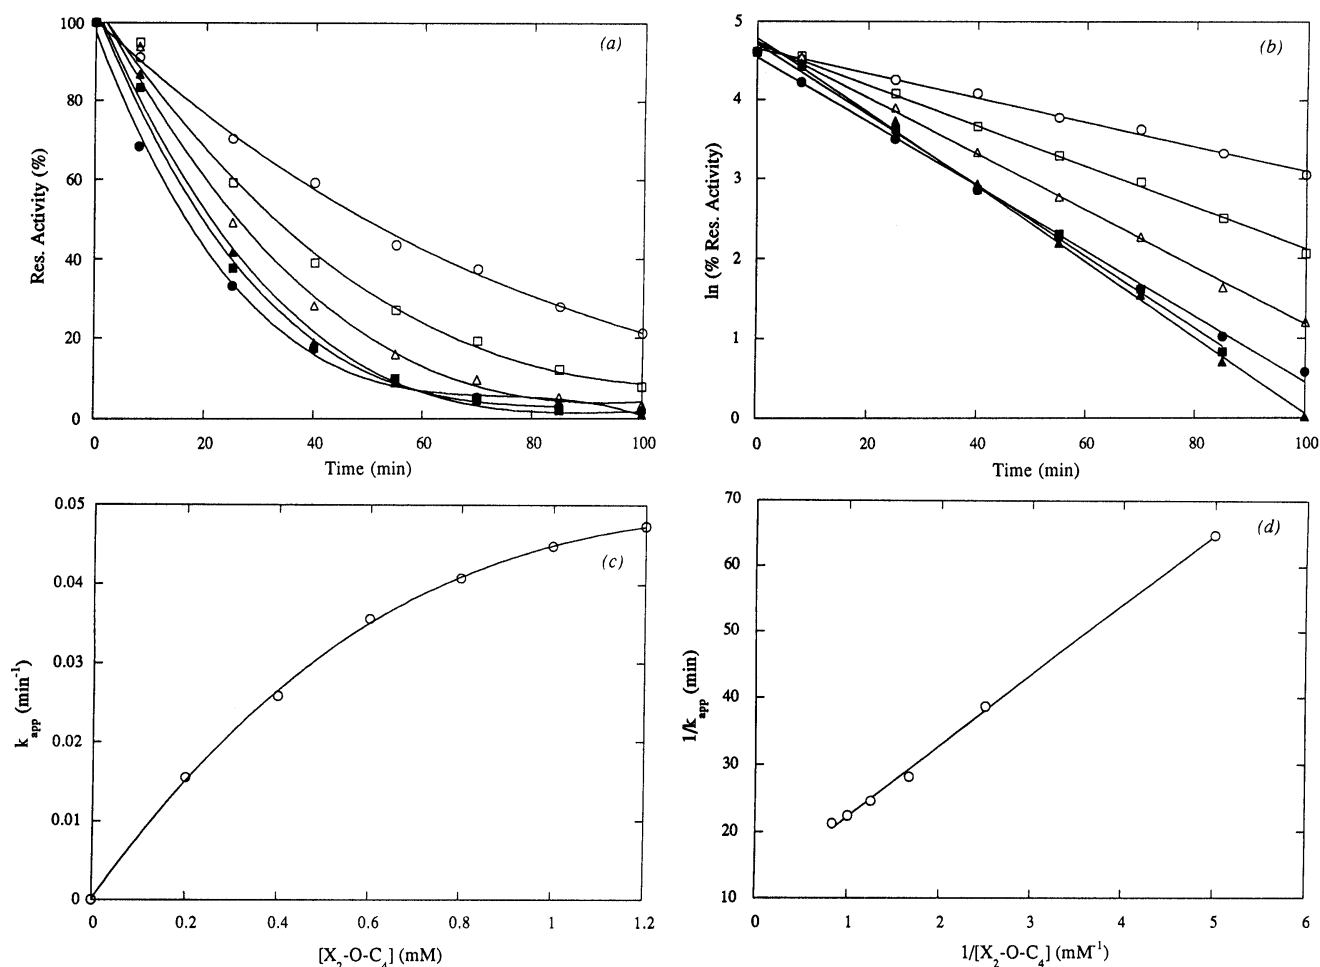 (a)
100
80
60
40
20
0
Res. Activity (%)
0 20 40 60 80 100
Time (min)
(b)
5
4
3
2
1
0
ln (% Res. Activity)
0 20 40 60 80 100
Time (min)
(c)
0.05
0.04
0.03
0.02
0.01
0
k_app (min⁻¹)
0 0.2 0.4 0.6 0.8 1 1.2
[X₂-O-C₄] (mM)
(d)
70
60
50
40
30
20
10
1/k_app (min)
0 1 2 3 4 5 6
1/[X₂-O-C₄] (mM⁻¹)